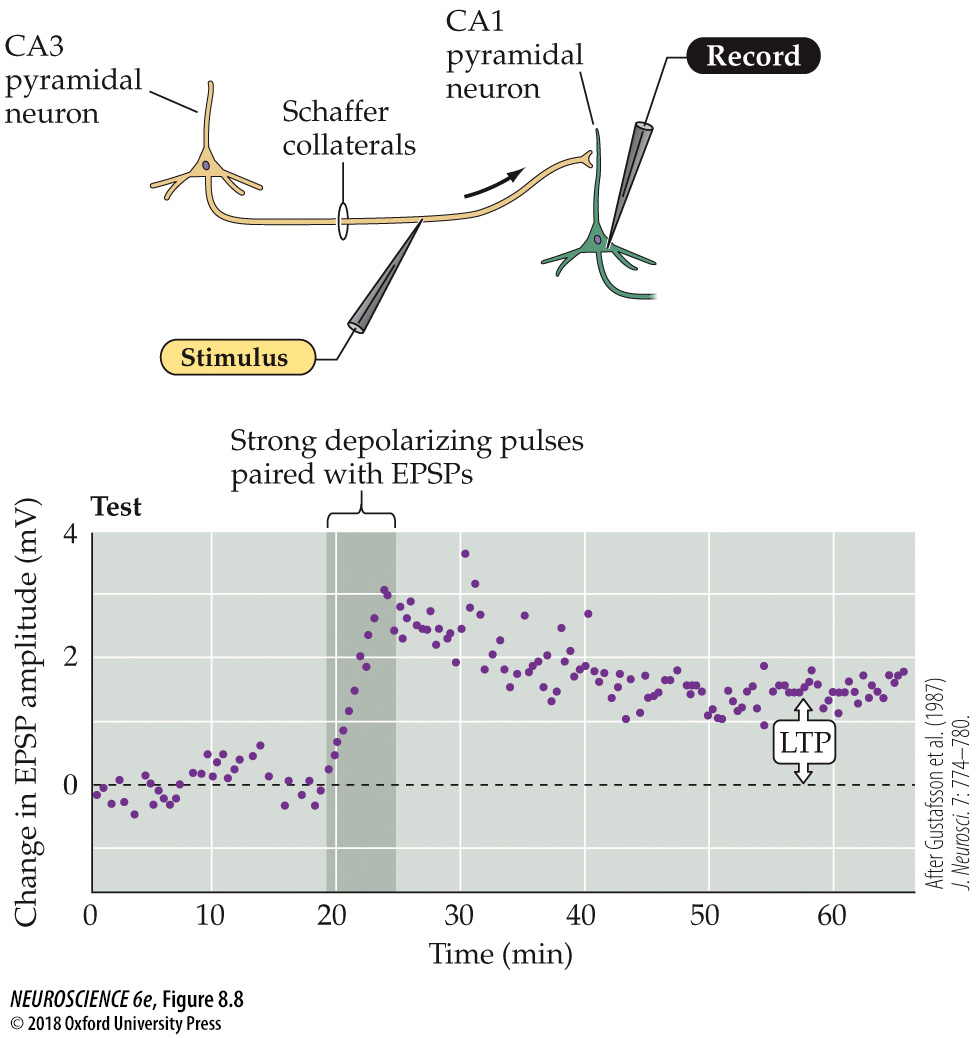 CA3
pyramidal
neuron
Schaffer
collaterals
CA1
pyramidal
neuron
Record
Stimulus
Strong depolarizing pulses
paired with EPSPs
Test
Change in EPSP amplitude (mV)
4
2
0
LTP
0 10 20 30 40 50 60
Time (min)
After Gustafsson et al. (1987)
J. Neurosci. 7: 774–780.
NEUROSCIENCE 6e, Figure 8.8
© 2018 Oxford University Press